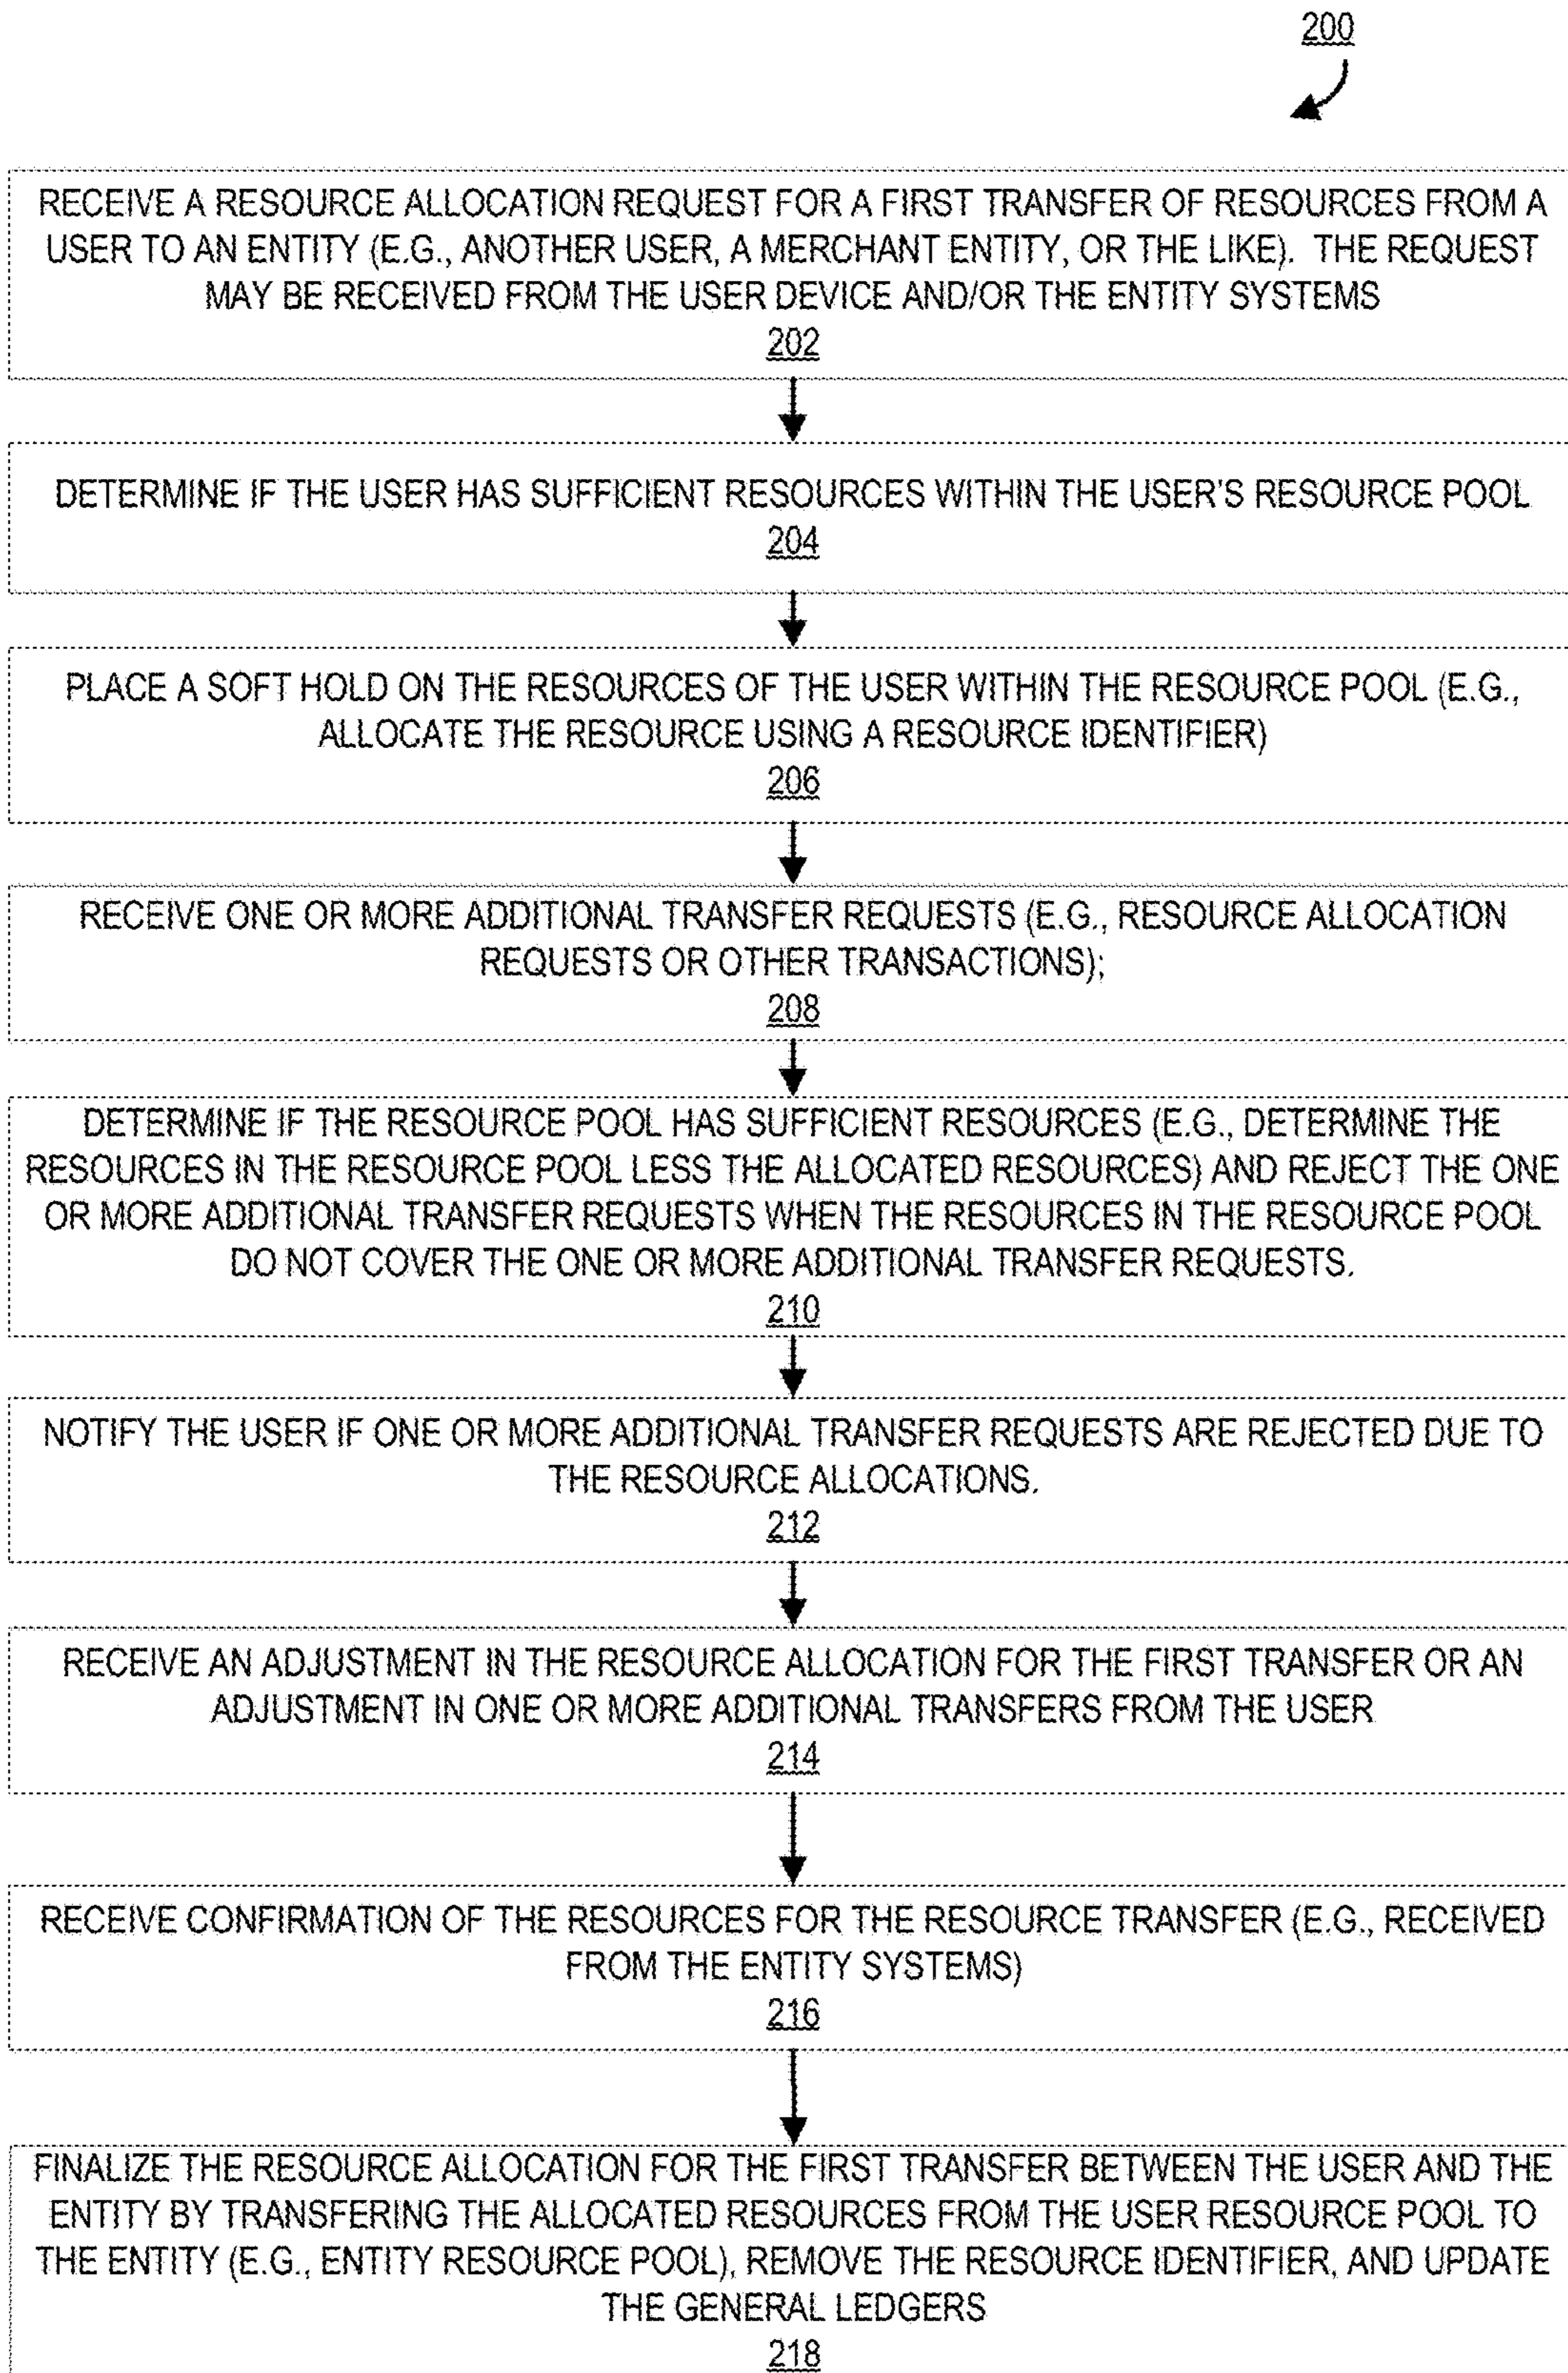 200
RECEIVE A RESOURCE ALLOCATION REQUEST FOR A FIRST TRANSFER OF RESOURCES FROM A
USER TO AN ENTITY (E.G., ANOTHER USER, A MERCHANT ENTITY, OR THE LIKE). THE REQUEST
MAY BE RECEIVED FROM THE USER DEVICE AND/OR THE ENTITY SYSTEMS
202
DETERMINE IF THE USER HAS SUFFICIENT RESOURCES WITHIN THE USER'S RESOURCE POOL
204
PLACE A SOFT HOLD ON THE RESOURCES OF THE USER WITHIN THE RESOURCE POOL (E.G.,
ALLOCATE THE RESOURCE USING A RESOURCE IDENTIFIER)
206
RECEIVE ONE OR MORE ADDITIONAL TRANSFER REQUESTS (E.G., RESOURCE ALLOCATION
REQUESTS OR OTHER TRANSACTIONS);
208
DETERMINE IF THE RESOURCE POOL HAS SUFFICIENT RESOURCES (E.G., DETERMINE THE
RESOURCES IN THE RESOURCE POOL LESS THE ALLOCATED RESOURCES) AND REJECT THE ONE
OR MORE ADDITIONAL TRANSFER REQUESTS WHEN THE RESOURCES IN THE RESOURCE POOL
DO NOT COVER THE ONE OR MORE ADDITIONAL TRANSFER REQUESTS.
210
NOTIFY THE USER IF ONE OR MORE ADDITIONAL TRANSFER REQUESTS ARE REJECTED DUE TO
THE RESOURCE ALLOCATIONS.
212
RECEIVE AN ADJUSTMENT IN THE RESOURCE ALLOCATION FOR THE FIRST TRANSFER OR AN
ADJUSTMENT IN ONE OR MORE ADDITIONAL TRANSFERS FROM THE USER
214
RECEIVE CONFIRMATION OF THE RESOURCES FOR THE RESOURCE TRANSFER (E.G., RECEIVED
FROM THE ENTITY SYSTEMS)
216
FINALIZE THE RESOURCE ALLOCATION FOR THE FIRST TRANSFER BETWEEN THE USER AND THE
ENTITY BY TRANSFERING THE ALLOCATED RESOURCES FROM THE USER RESOURCE POOL TO
THE ENTITY (E.G., ENTITY RESOURCE POOL), REMOVE THE RESOURCE IDENTIFIER, AND UPDATE
THE GENERAL LEDGERS
218